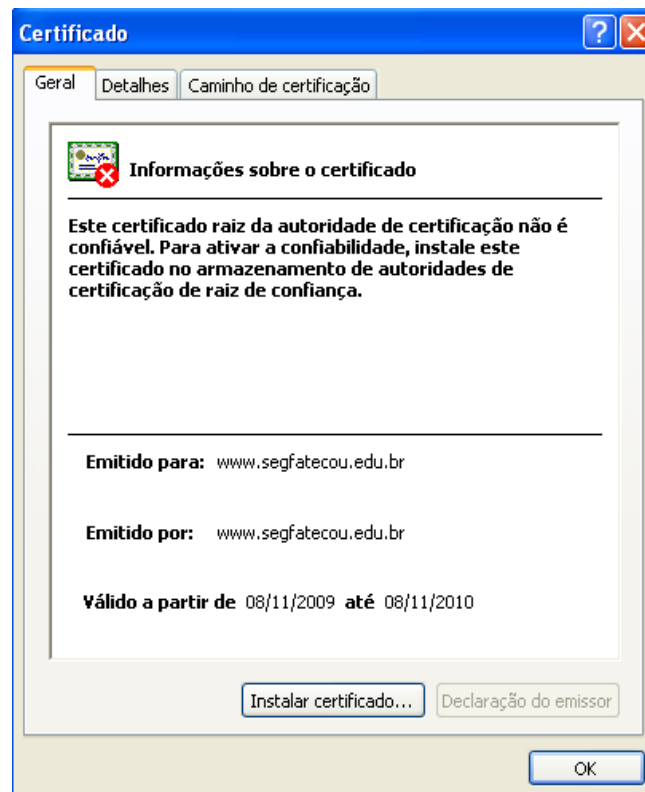 Certificado
Geral
Detalhes
Caminho de certificação
Informações sobre o certificado
Este certificado raiz da autoridade de certificação não é
confiável. Para ativar a confiabilidade, instale este
certificado no armazenamento de autoridades de
certificação de raiz de confiança.
Emitido para: www.segfatecou.edu.br
Emitido por: www.segfatecou.edu.br
Válido a partir de 08/11/2009 até 08/11/2010
Instalar certificado...
Declaração do emissor
OK